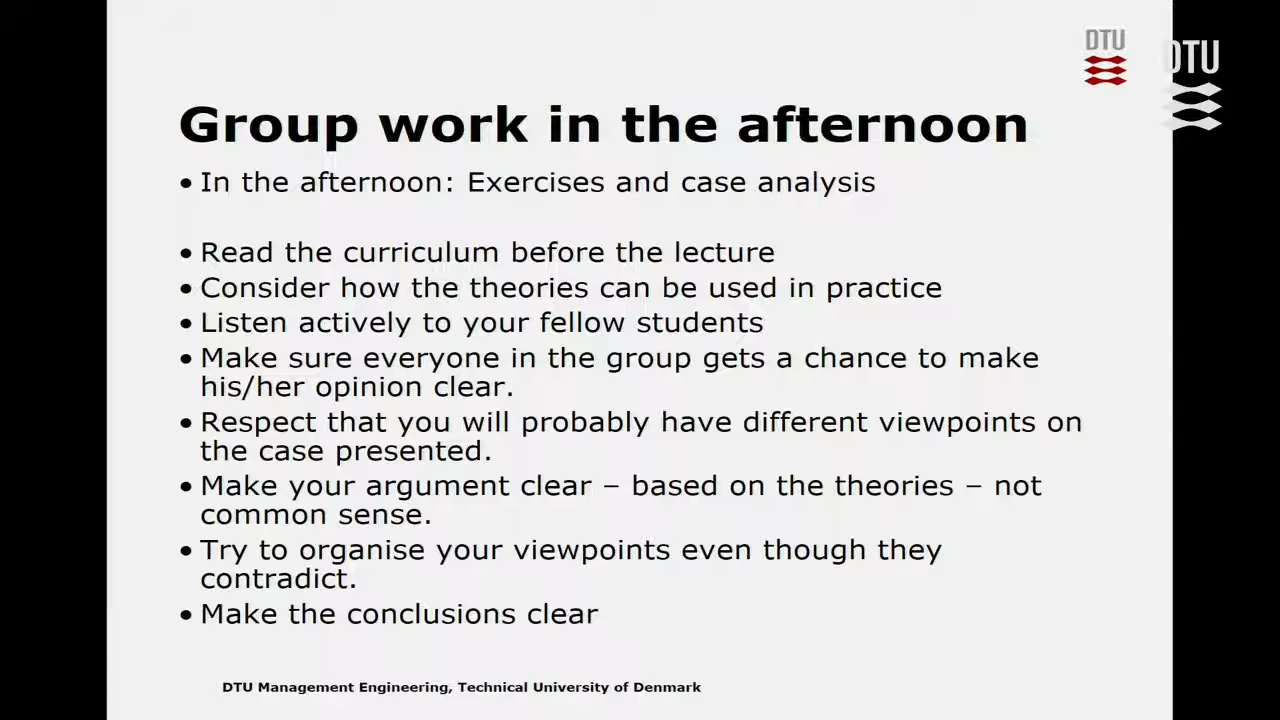 DTU
DTU
Group work in the afternoon
• In the afternoon: Exercises and case analysis
• Read the curriculum before the lecture
• Consider how the theories can be used in practice
• Listen actively to your fellow students
• Make sure everyone in the group gets a chance to make
his/her opinion clear.
• Respect that you will probably have different viewpoints on
the case presented.
• Make your argument clear – based on the theories – not
common sense.
• Try to organise your viewpoints even though they
contradict.
• Make the conclusions clear
DTU Management Engineering, Technical University of Denmark